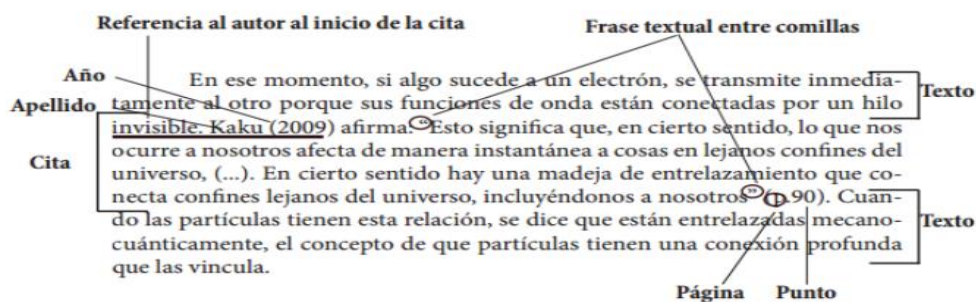 Referencia al autor al inicio de la cita
Frase textual entre comillas
Año
Apellido
Cita
En ese momento, si algo sucede a un electrón, se transmite inmedia-
tamente al otro porque sus funciones de onda están conectadas por un hilo
invisible. Kaku (2009) afirma: “Esto significa que, en cierto sentido, lo que nos
ocurre a nosotros afecta de manera instantánea a cosas en lejanos confines del
universo, (...). En cierto sentido hay una madeja de entrelazamiento que co-
necta confines lejanos del universo, incluyéndonos a nosotros” (p.90). Cuan-
do las partículas tienen esta relación, se dice que están entrelazadas mecano-
cuánticamente, el concepto de que partículas tienen una conexión profunda
que las vincula.
Texto
Texto
Página
Punto